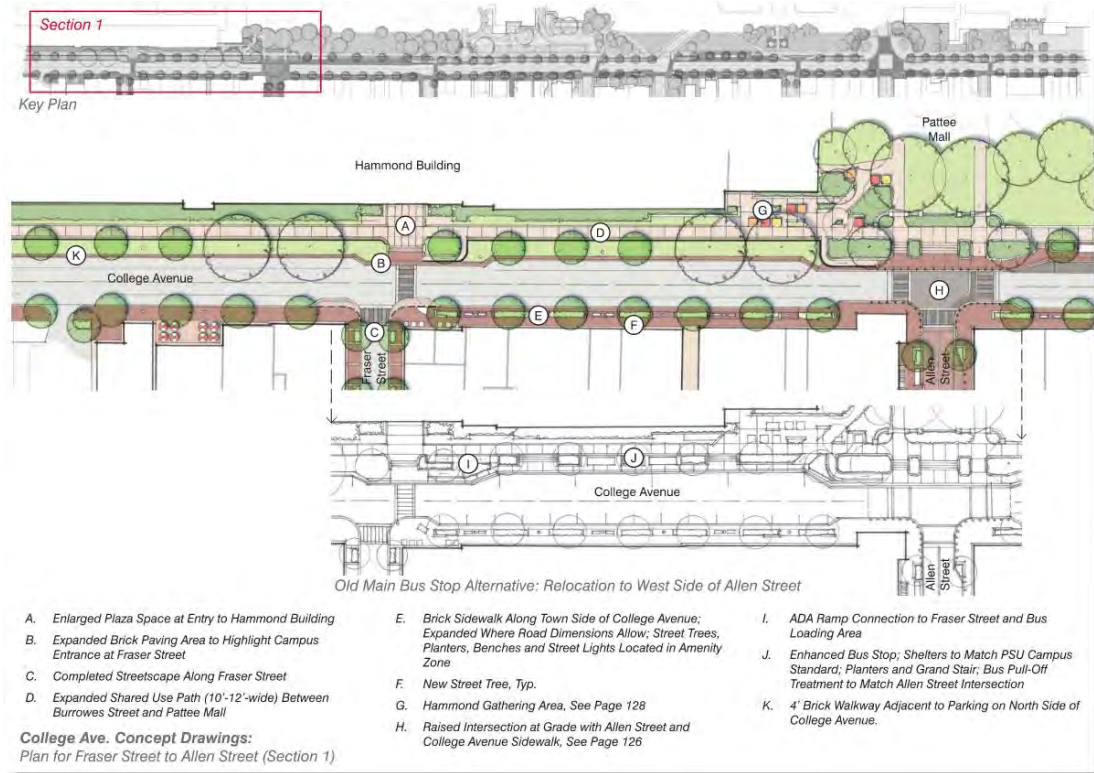 Section 1
Key Plan
Pattee
Mall
Hammond Building
A
G
D
K
B
College Avenue
H
E
F
C
Fraser
Street
Allen
Street
I
J
College Avenue
Allen
Street
Old Main Bus Stop Alternative: Relocation to West Side of Allen Street
A. Enlarged Plaza Space at Entry to Hammond Building
B. Expanded Brick Paving Area to Highlight Campus
Entrance at Fraser Street
C. Completed Streetscape Along Fraser Street
D. Expanded Shared Use Path (10'-12'-wide) Between
Burrowes Street and Pattee Mall
E. Brick Sidewalk Along Town Side of College Avenue;
Expanded Where Road Dimensions Allow; Street Trees,
Planters, Benches and Street Lights Located in Amenity
Zone
F. New Street Tree, Typ.
G. Hammond Gathering Area, See Page 128
H. Raised Intersection at Grade with Allen Street and
College Avenue Sidewalk, See Page 126
I. ADA Ramp Connection to Fraser Street and Bus
Loading Area
J. Enhanced Bus Stop; Shelters to Match PSU Campus
Standard; Planters and Grand Stair; Bus Pull-Off
Treatment to Match Allen Street Intersection
K. 4' Brick Walkway Adjacent to Parking on North Side of
College Avenue.
College Ave. Concept Drawings:
Plan for Fraser Street to Allen Street (Section 1)